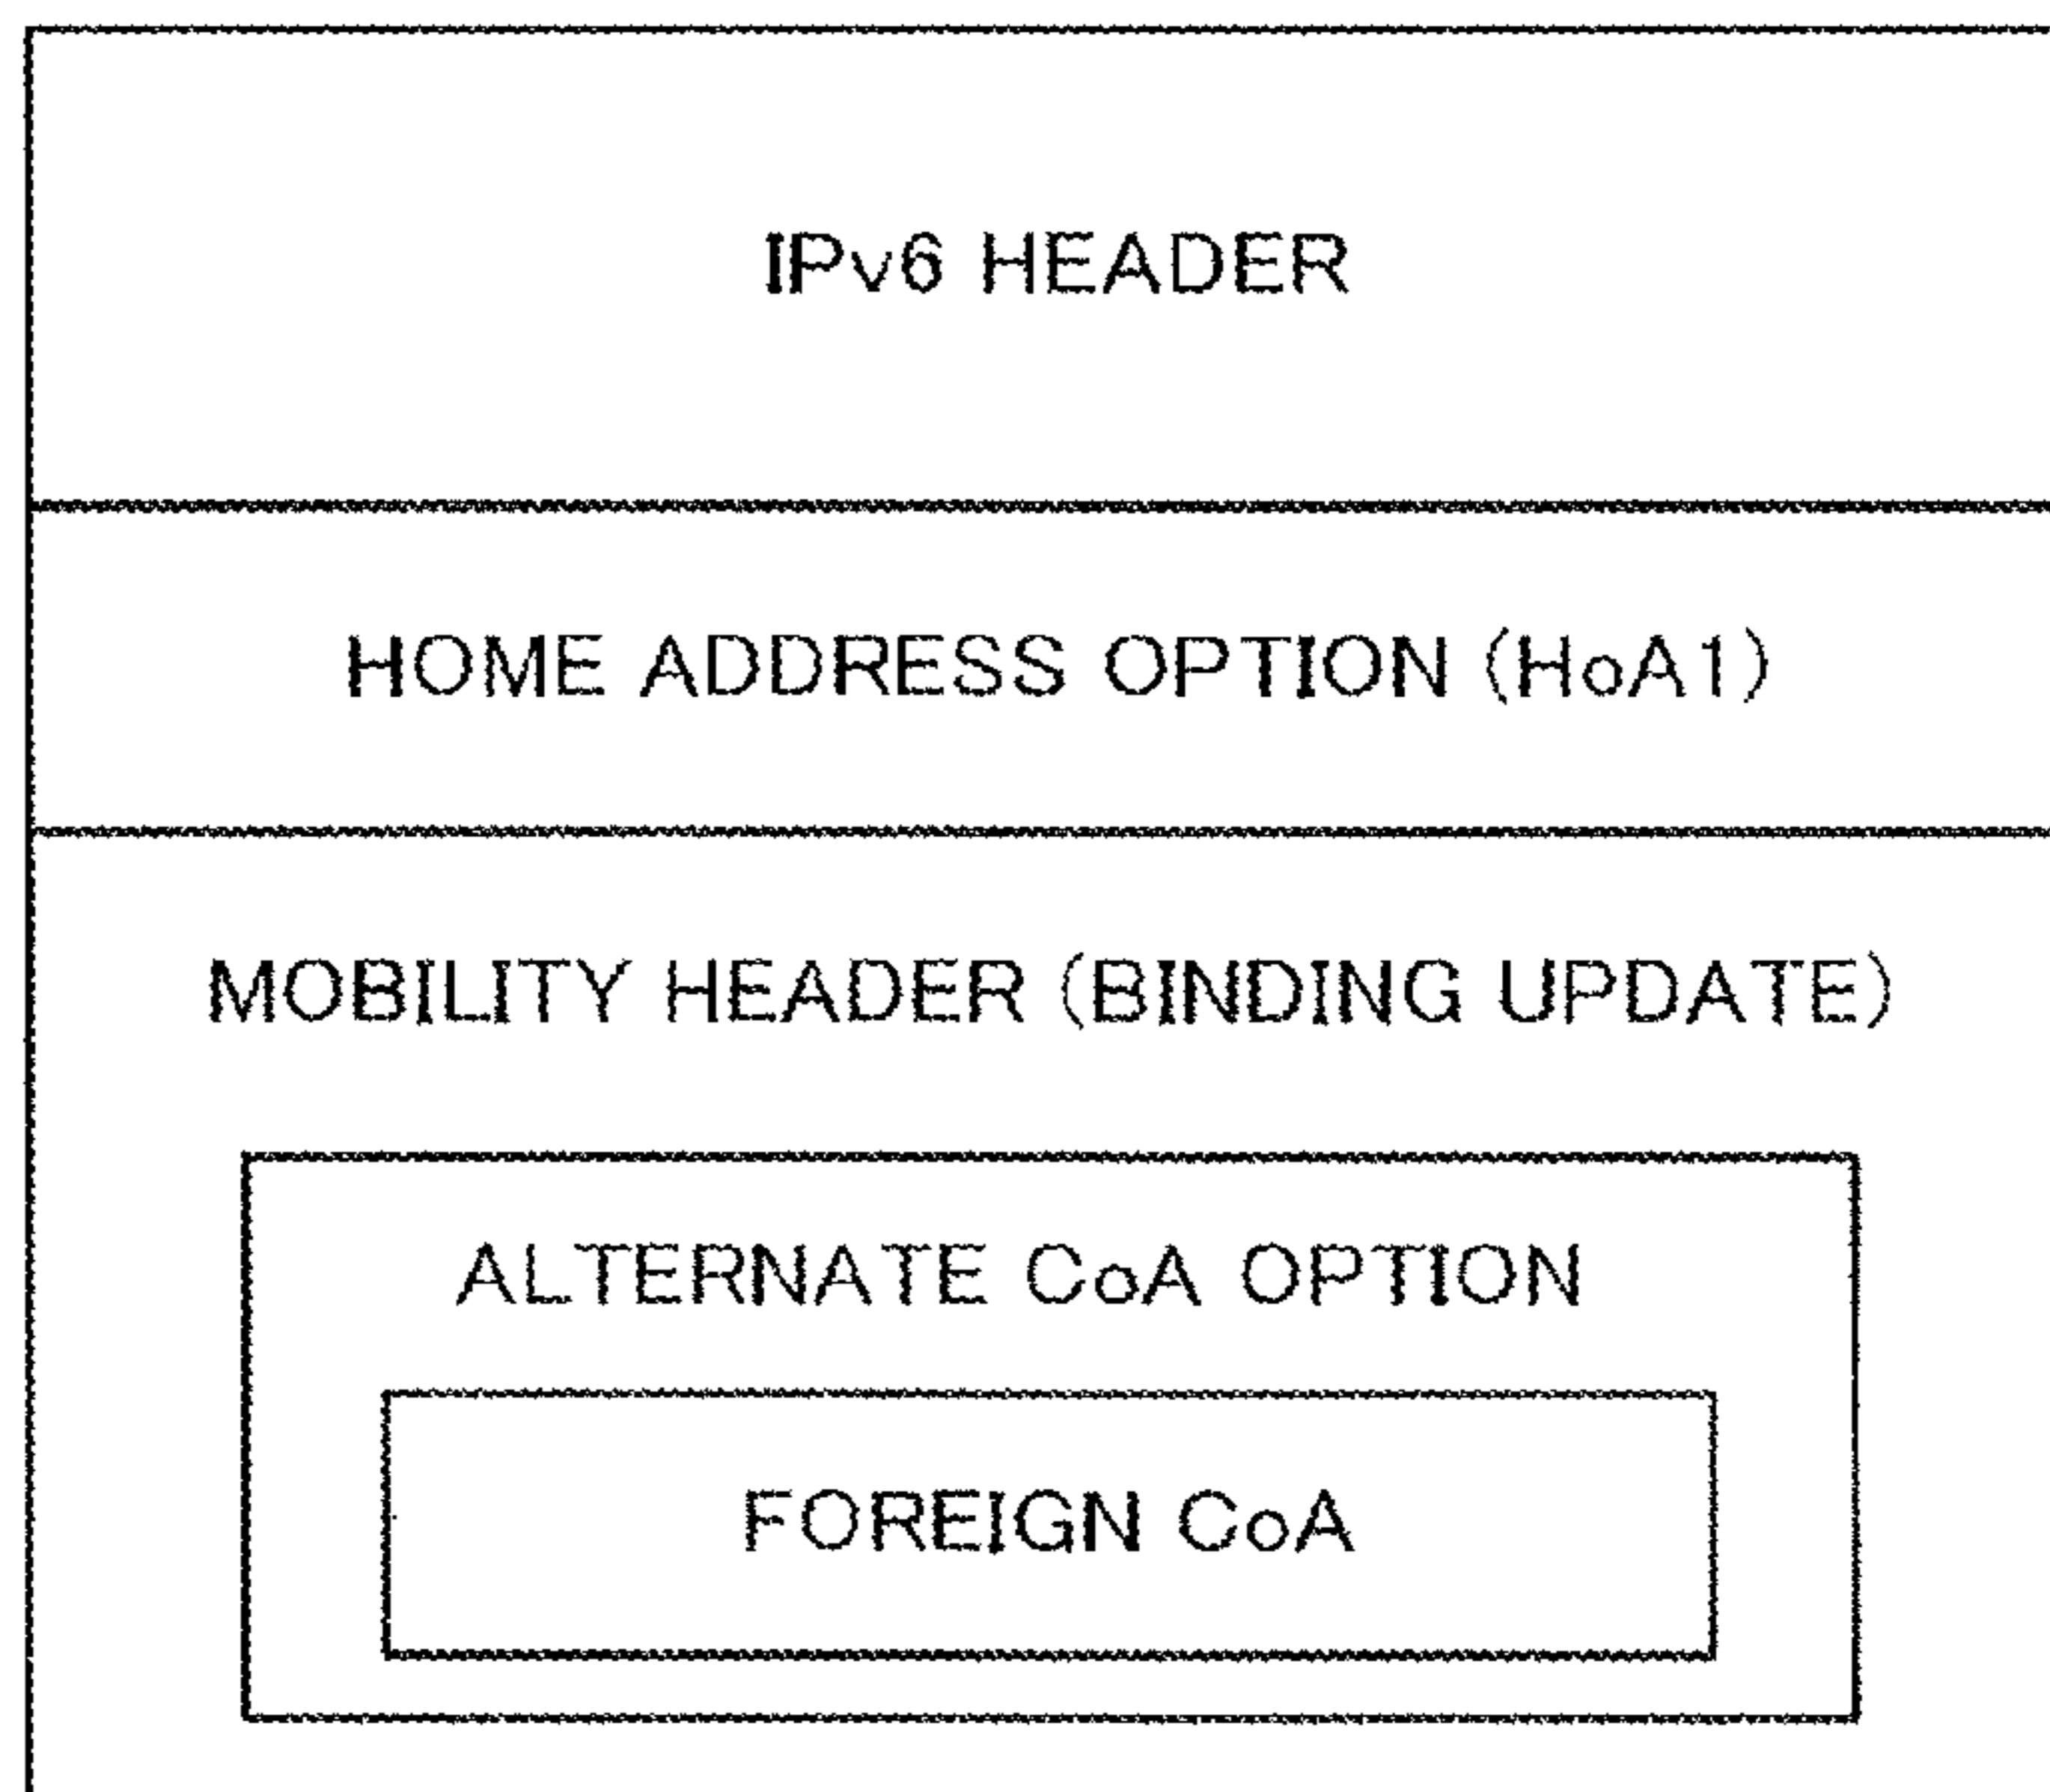 IPv6 HEADER
HOME ADDRESS OPTION (HoA1)
MOBILITY HEADER (BINDING UPDATE)
ALTERNATE CoA OPTION
FOREIGN CoA